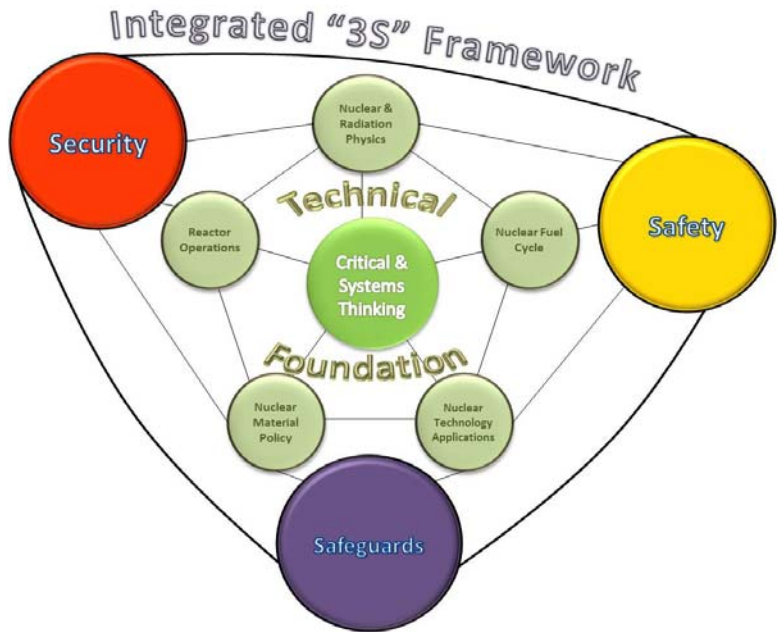 Integrated “3S” Framework
Security
Nuclear &
Radiation
Physics
Safety
Technical
Reactor
Operations
Nuclear Fuel
Cycle
Critical &
Systems
Thinking
Foundation
Nuclear
Material
Policy
Nuclear
Technology
Applications
Safeguards